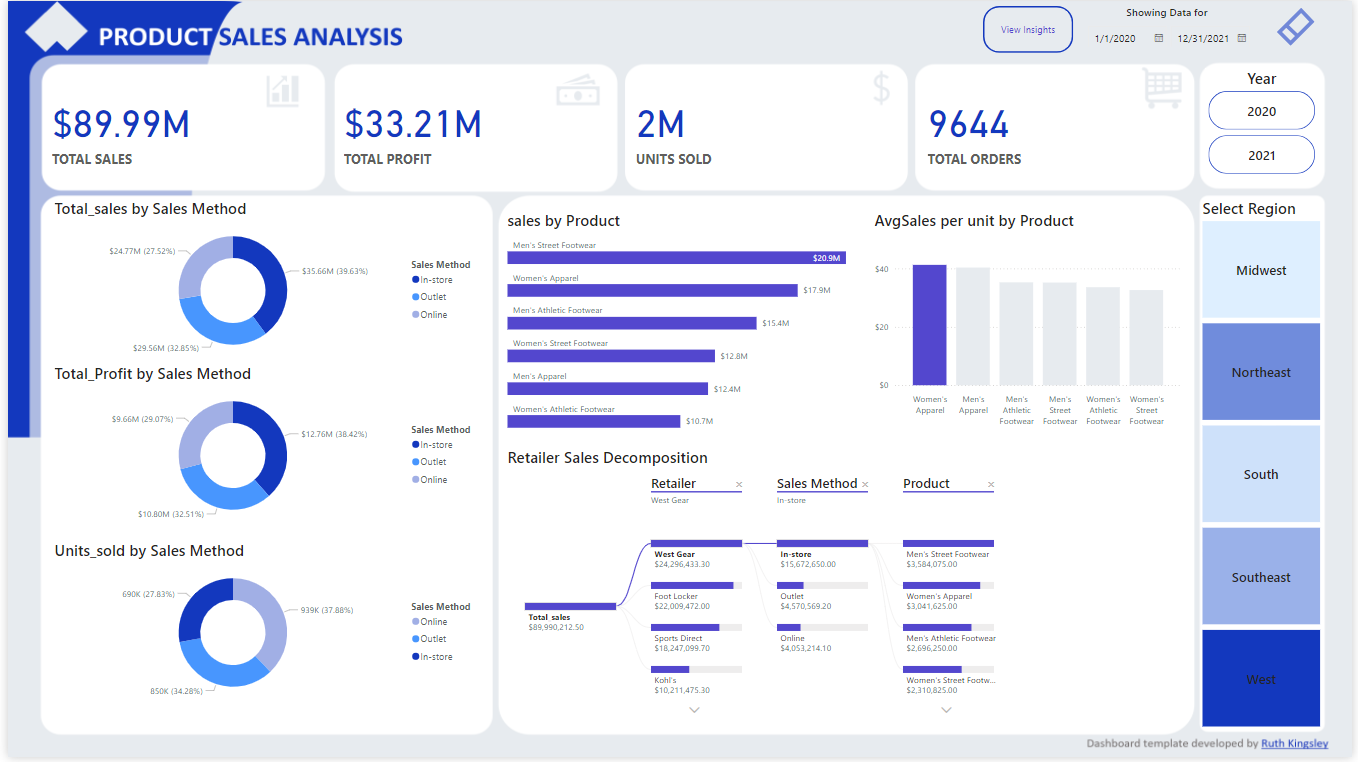 PRODUCT SALES ANALYSIS
View Insights
Showing Data for
1/1/2020
12/31/2021
$89.99M
TOTAL SALES
$33.21M
TOTAL PROFIT
2M
UNITS SOLD
9644
TOTAL ORDERS
Year
2020
2021
Total_sales by Sales Method
$24.77M (27.52%)
$35.66M (39.63%)
$29.56M (32.85%)
Sales Method
In-store
Outlet
Online
Total_Profit by Sales Method
$9.66M (29.07%)
$12.76M (38.42%)
$10.80M (32.51%)
Sales Method
In-store
Outlet
Online
Units_sold by Sales Method
690K (27.83%)
939K (37.88%)
850K (34.28%)
Sales Method
Online
Outlet
In-store
sales by Product
Men's Street Footwear
$20.9M
Women's Apparel
$17.9M
Men's Athletic Footwear
$15.4M
Women's Street Footwear
$12.8M
Men's Apparel
$12.4M
Women's Athletic Footwear
$10.7M
AvgSales per unit by Product
$40
$20
$0
Women's
Apparel
Men's
Apparel
Men's
Athletic
Footwear
Men's
Street
Footwear
Women's
Athletic
Footwear
Women's
Street
Footwear
Retailer Sales Decomposition
Retailer
West Gear
Sales Method
In-store
Product
Total_sales
$89,990,212.50
West Gear
$24,296,433.30
Foot Locker
$22,009,472.00
Sports Direct
$18,247,099.70
Kohl's
$10,211,475.30
In-store
$15,672,650.00
Outlet
$4,570,569.20
Online
$4,053,214.10
Men's Street Footwear
$3,584,075.00
Women's Apparel
$3,041,625.00
Men's Athletic Footwear
$2,696,250.00
Women's Street Footw...
$2,310,825.00
Select Region
Midwest
Northeast
South
Southeast
West
Dashboard template developed by Ruth Kingsley